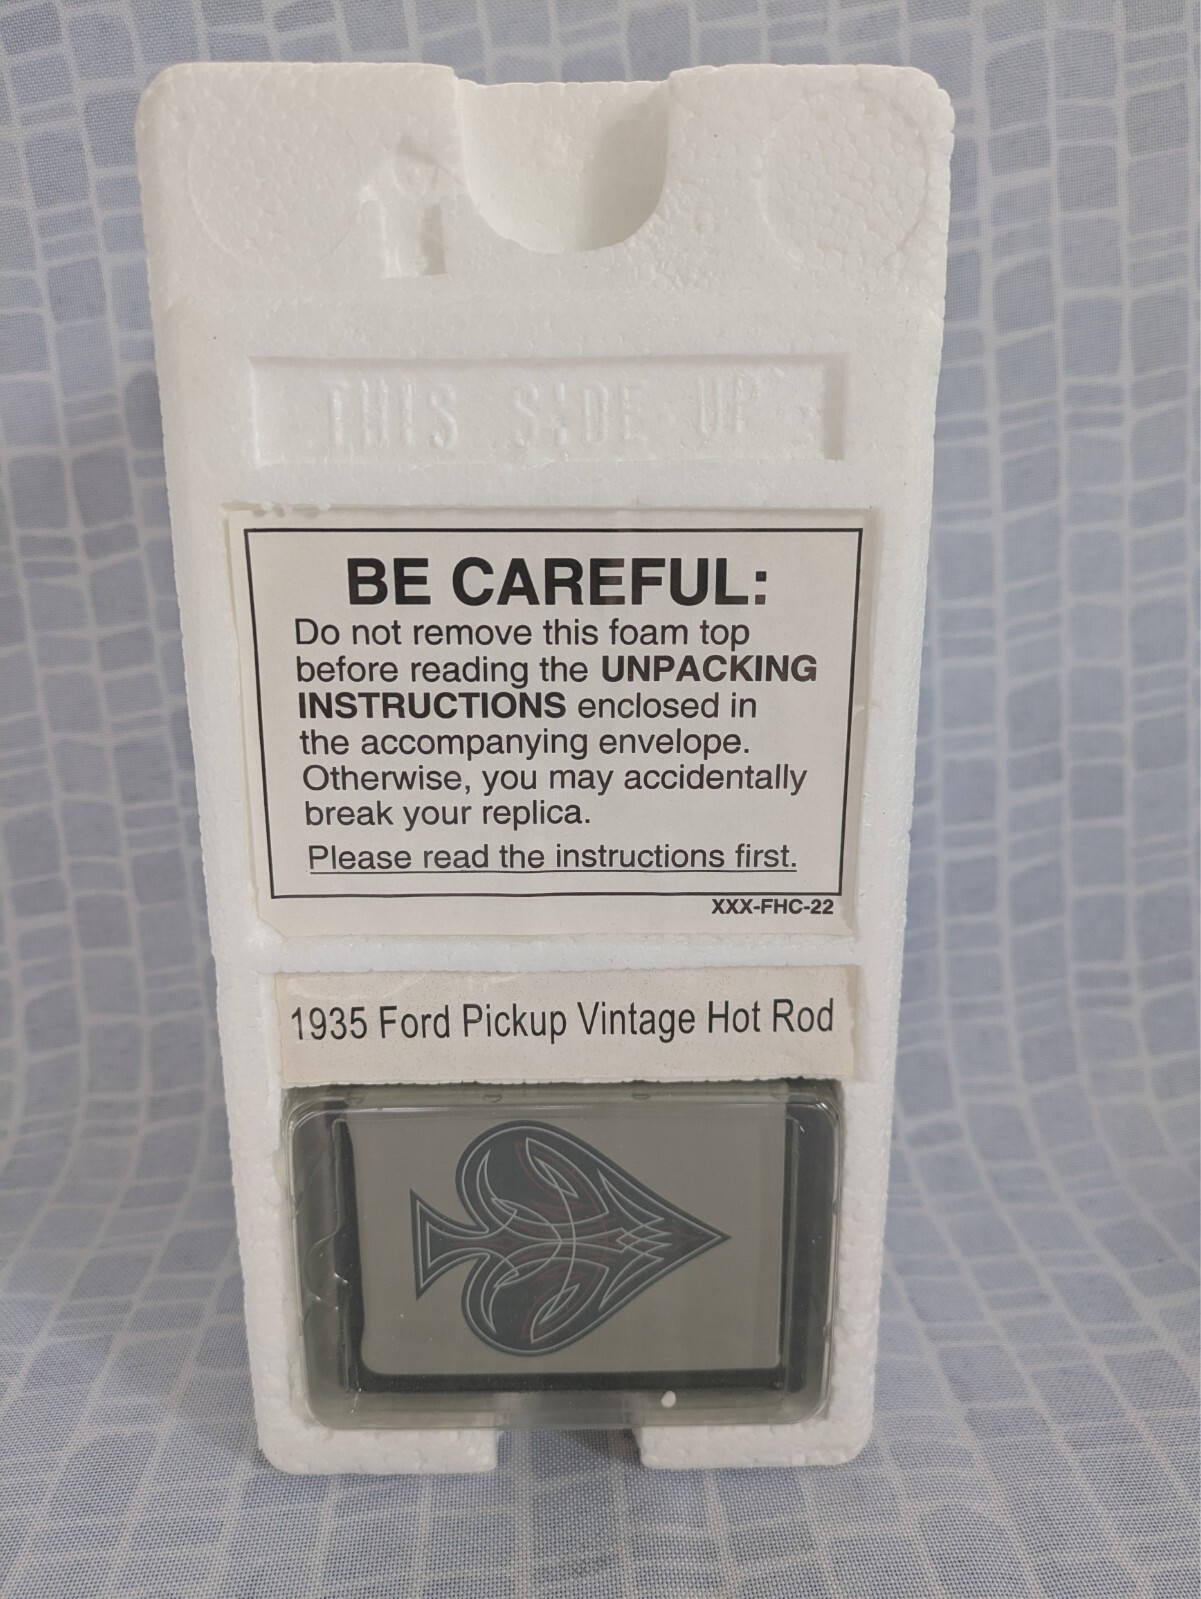 THIS SIDE UP
BE CAREFUL:
Do not remove this foam top
before reading the UNPACKING
INSTRUCTIONS enclosed in
the accompanying envelope.
Otherwise, you may accidentally
break your replica.
Please read the instructions first.
XXX-FHC-22
1935 Ford Pickup Vintage Hot Rod